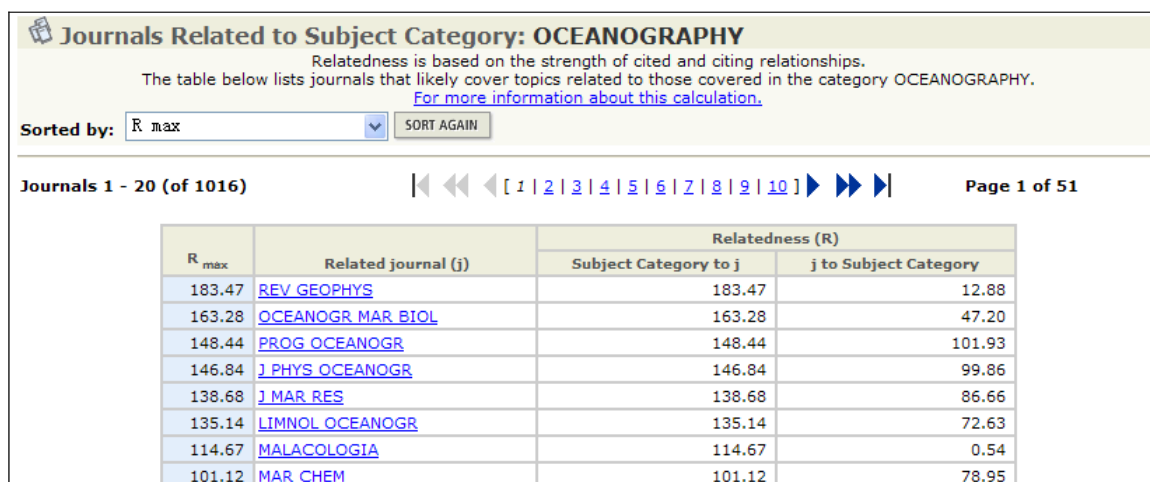 Journals Related to Subject Category: OCEANOGRAPHY
Relatedness is based on the strength of cited and citing relationships.
The table below lists journals that likely cover topics related to those covered in the category OCEANOGRAPHY.
For more information about this calculation.
Sorted by: R max SORT AGAIN
Journals 1 - 20 (of 1016) [ 1 | 2 | 3 | 4 | 5 | 6 | 7 | 8 | 9 | 10 ] Page 1 of 51
Relatedness (R)
R max Related journal (j) Subject Category to j j to Subject Category
183.47 REV GEOPHYS 183.47 12.88
163.28 OCEANOGR MAR BIOL 163.28 47.20
148.44 PROG OCEANOGR 148.44 101.93
146.84 J PHYS OCEANOGR 146.84 99.86
138.68 J MAR RES 138.68 86.66
135.14 LIMNOL OCEANOGR 135.14 72.63
114.67 MALACOLOGIA 114.67 0.54
101.12 MAR CHEM 101.12 78.95